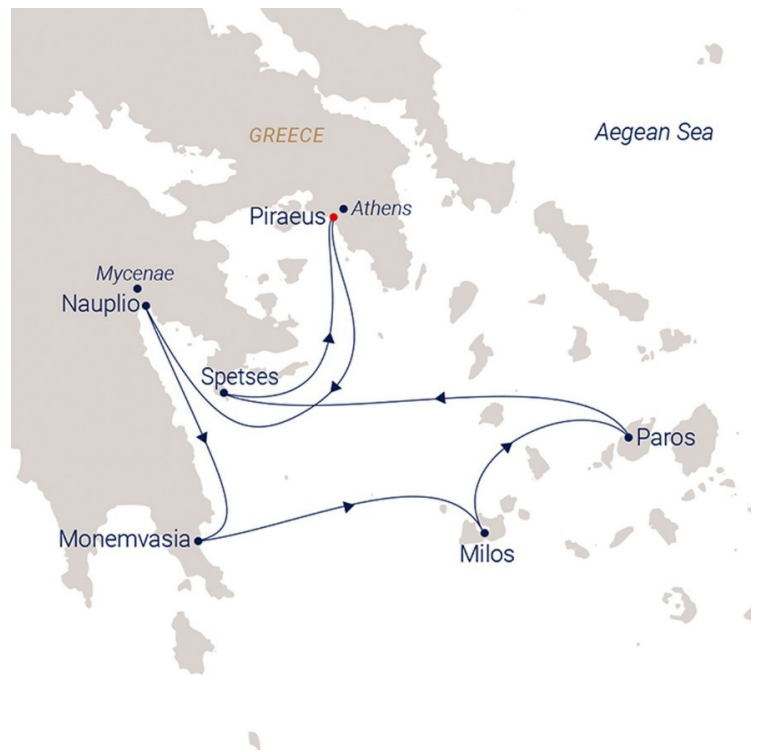 GREECE
Aegean Sea
Piraeus
Athens
Mycenae
Nauplio
Spetses
Paros
Monemvasia
Milos